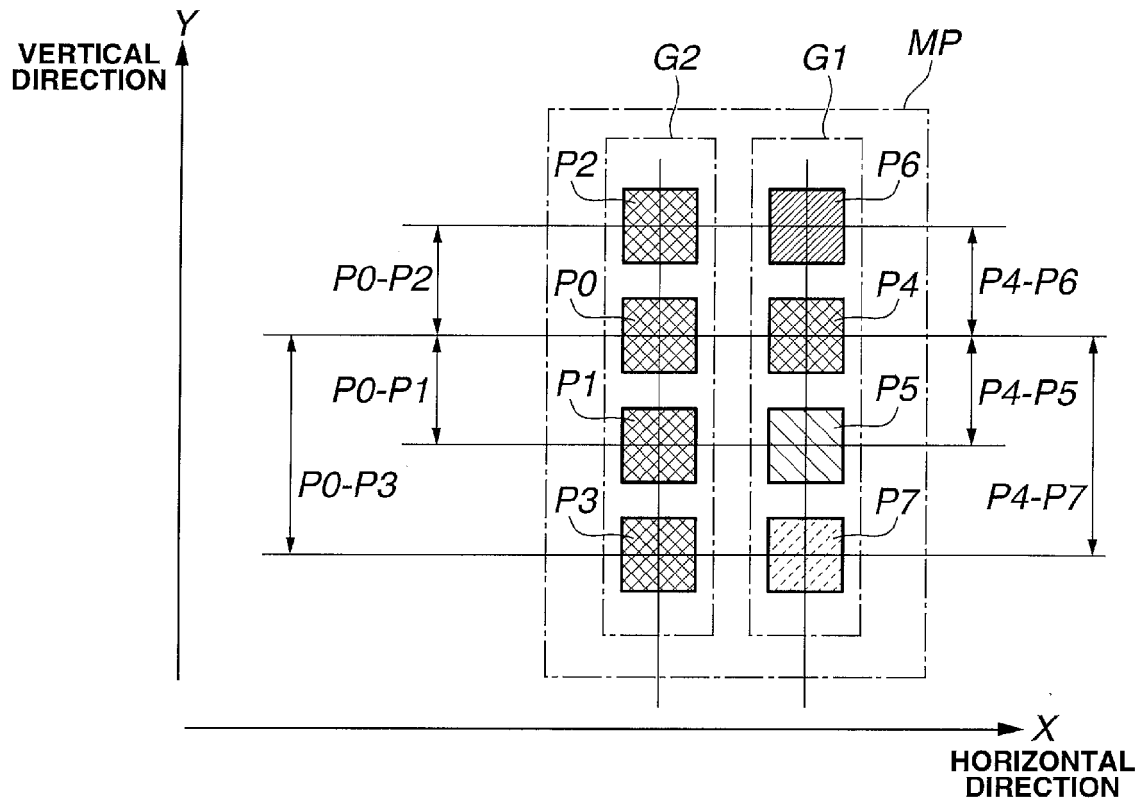 Y
VERTICAL
DIRECTION
G2
G1
MP
P2
P6
P0-P2
P0
P4
P4-P6
P0-P1
P1
P5
P4-P5
P0-P3
P3
P7
P4-P7
X
HORIZONTAL
DIRECTION